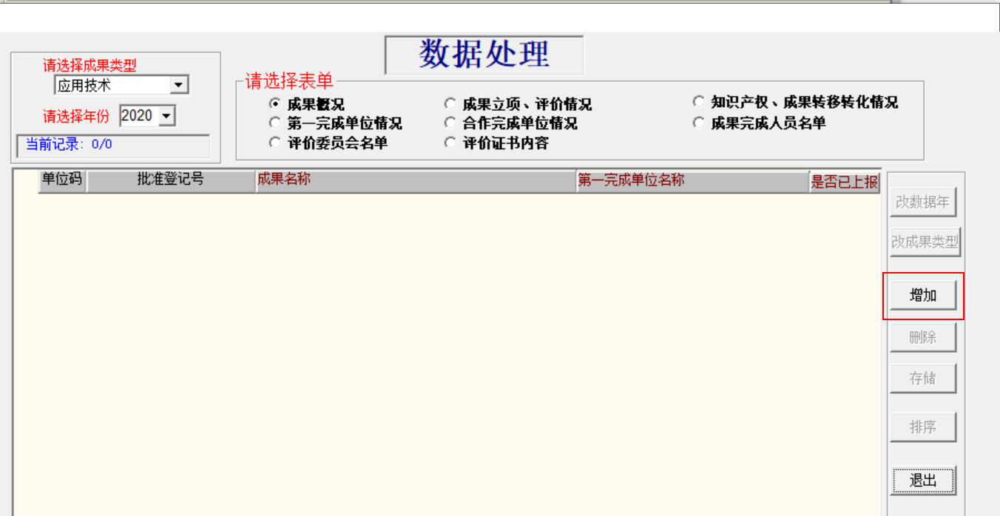 数据处理
请选择成果类型
应用技术
请选择年份 2020
当前记录: 0/0
请选择表单
成果概况
成果立项、评价情况
知识产权、成果转移转化情况
第一完成单位情况
合作完成单位情况
成果完成人员名单
评价委员会名单
评价证书内容
单位码 批准登记号 成果名称 第一完成单位名称 是否已上报
改数据年
改成果类型
增加
删除
存储
排序
退出